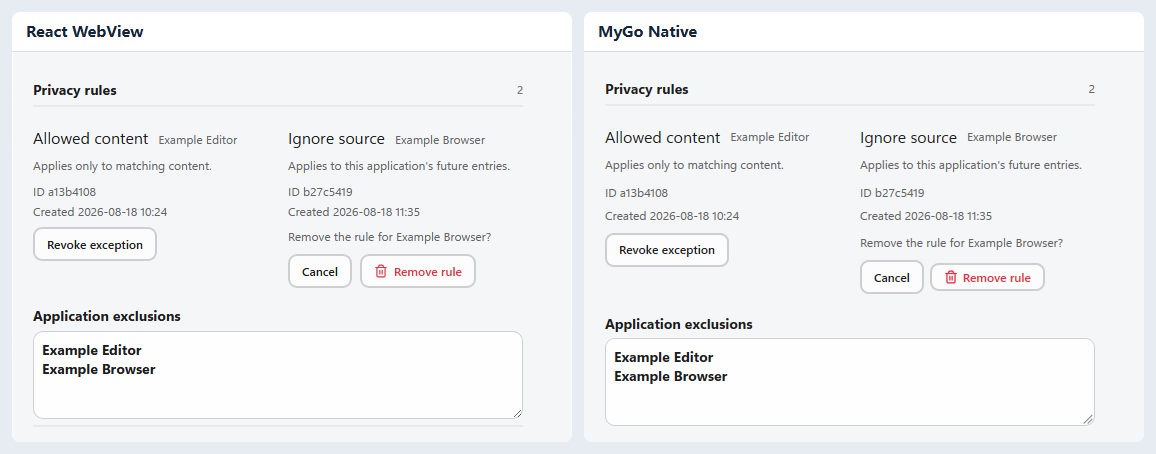 React WebView
Privacy rules 2
Allowed content Example Editor
Applies only to matching content.
ID a13b4108
Created 2026-08-18 10:24
Revoke exception
Ignore source Example Browser
Applies to this application's future entries.
ID b27c5419
Created 2026-08-18 11:35
Remove the rule for Example Browser?
Cancel Remove rule
Application exclusions
Example Editor
Example Browser
MyGo Native
Privacy rules 2
Allowed content Example Editor
Applies only to matching content.
ID a13b4108
Created 2026-08-18 10:24
Revoke exception
Ignore source Example Browser
Applies to this application's future entries.
ID b27c5419
Created 2026-08-18 11:35
Remove the rule for Example Browser?
Cancel Remove rule
Application exclusions
Example Editor
Example Browser